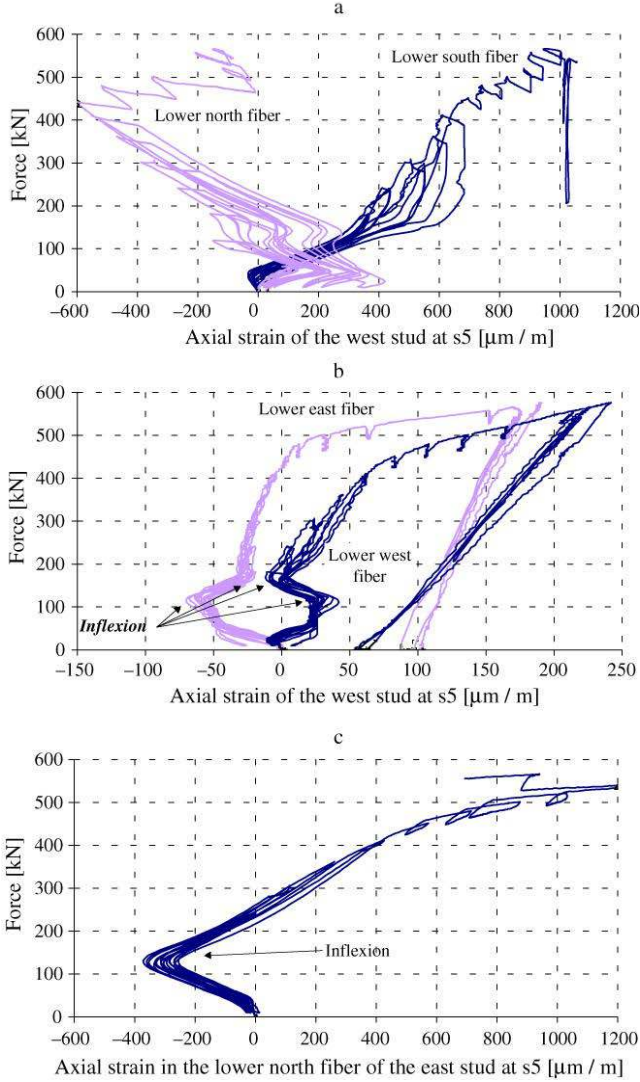 a
600
500
400
300
200
100
0
Force [kN]
Lower south fiber
Lower north fiber
−600 −400 −200 0 200 400 600 800 1000 1200
Axial strain of the west stud at s5 [μm / m]
b
600
500
400
300
200
100
0
Force [kN]
Lower east fiber
Lower west
fiber
Inflexion
−150 −100 −50 0 50 100 150 200 250
Axial strain of the west stud at s5 [μm / m]
c
600
500
400
300
200
100
0
Force [kN]
Inflexion
−600 −400 −200 0 200 400 600 800 1000 1200
Axial strain in the lower north fiber of the east stud at s5 [μm / m]